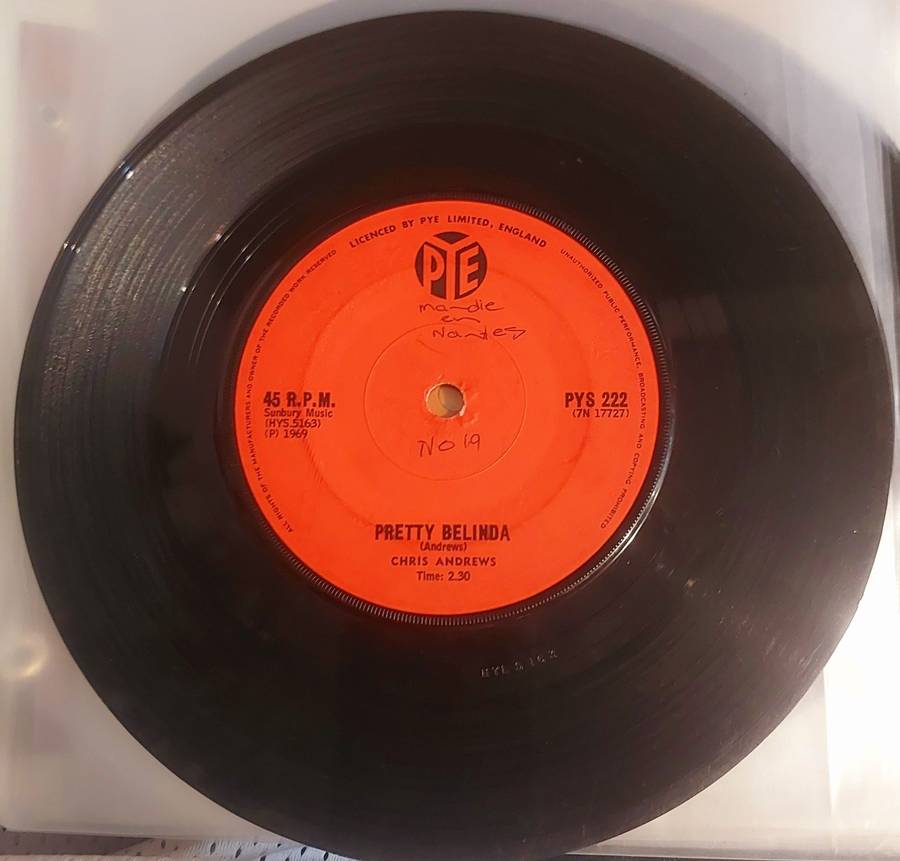 LICENCED BY PYE LIMITED, ENGLAND
UNAUTHORIZED PUBLIC PERFORMANCE, BROADCASTING AND COPYING PROHIBITED
ALL RIGHTS OF THE MANUFACTURERS AND OWNER OF THE RECORDED WORK RESERVED
PYE
mandie
en
Nantes
45 R.P.M.
Sunbury Music
(HYS.5163)
(P) 1969
PYS 222
(7N 17727)
No 19
PRETTY BELINDA
(Andrews)
CHRIS ANDREWS
Time: 2.30